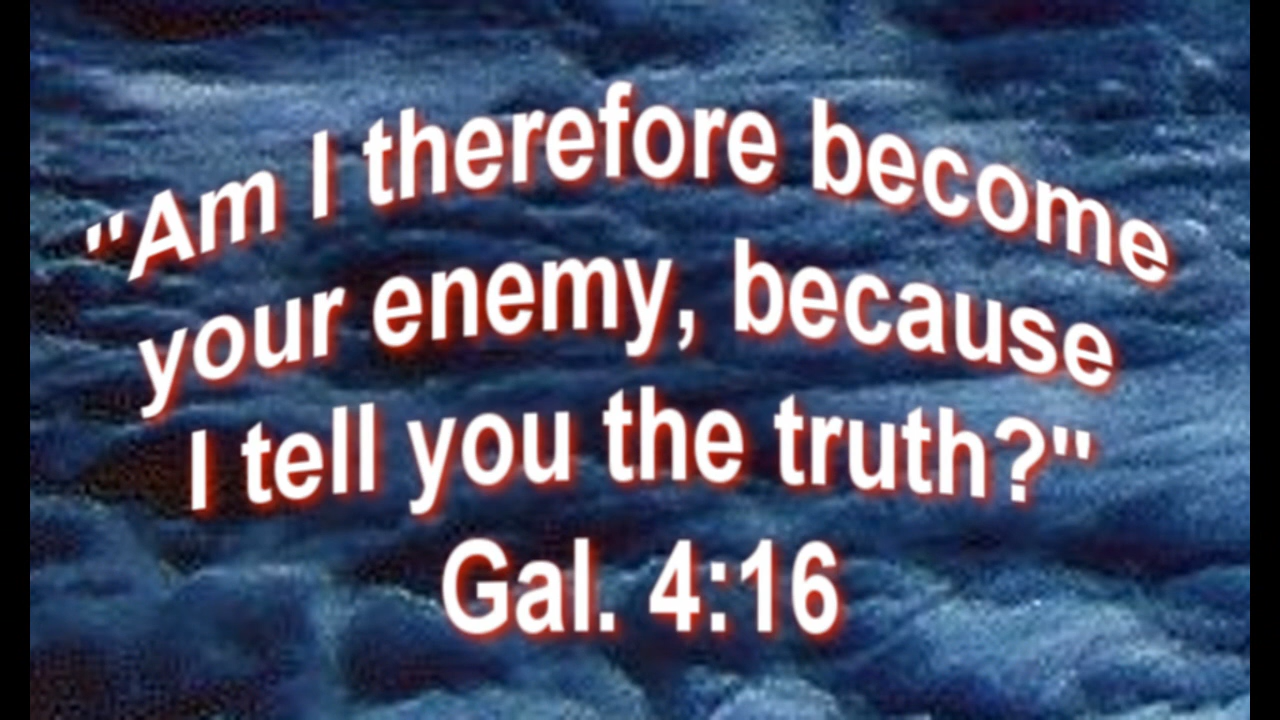 "Am I therefore become
your enemy, because
I tell you the truth?"
Gal. 4:16